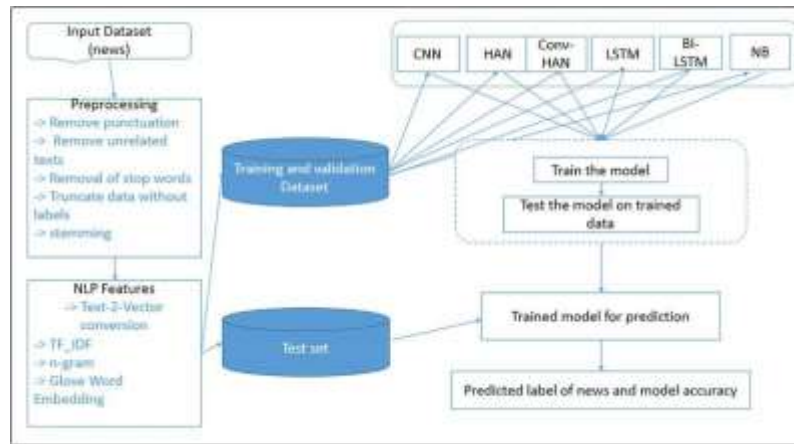 Input Dataset
(news)
Preprocessing
-> Remove punctuation
-> Remove unrelated
texts
-> Removal of stop words
-> Truncate data without
labels
-> stemming
NLP Features
-> Text-2-Vector
conversion
-> TF_IDF
-> n-gram
-> Glove Word
Embedding
Training and validation
Dataset
Test set
CNN
HAN
Conv-
HAN
LSTM
BI-
LSTM
NB
Train the model
Test the model on trained
data
Trained model for prediction
Predicted label of news and model accuracy